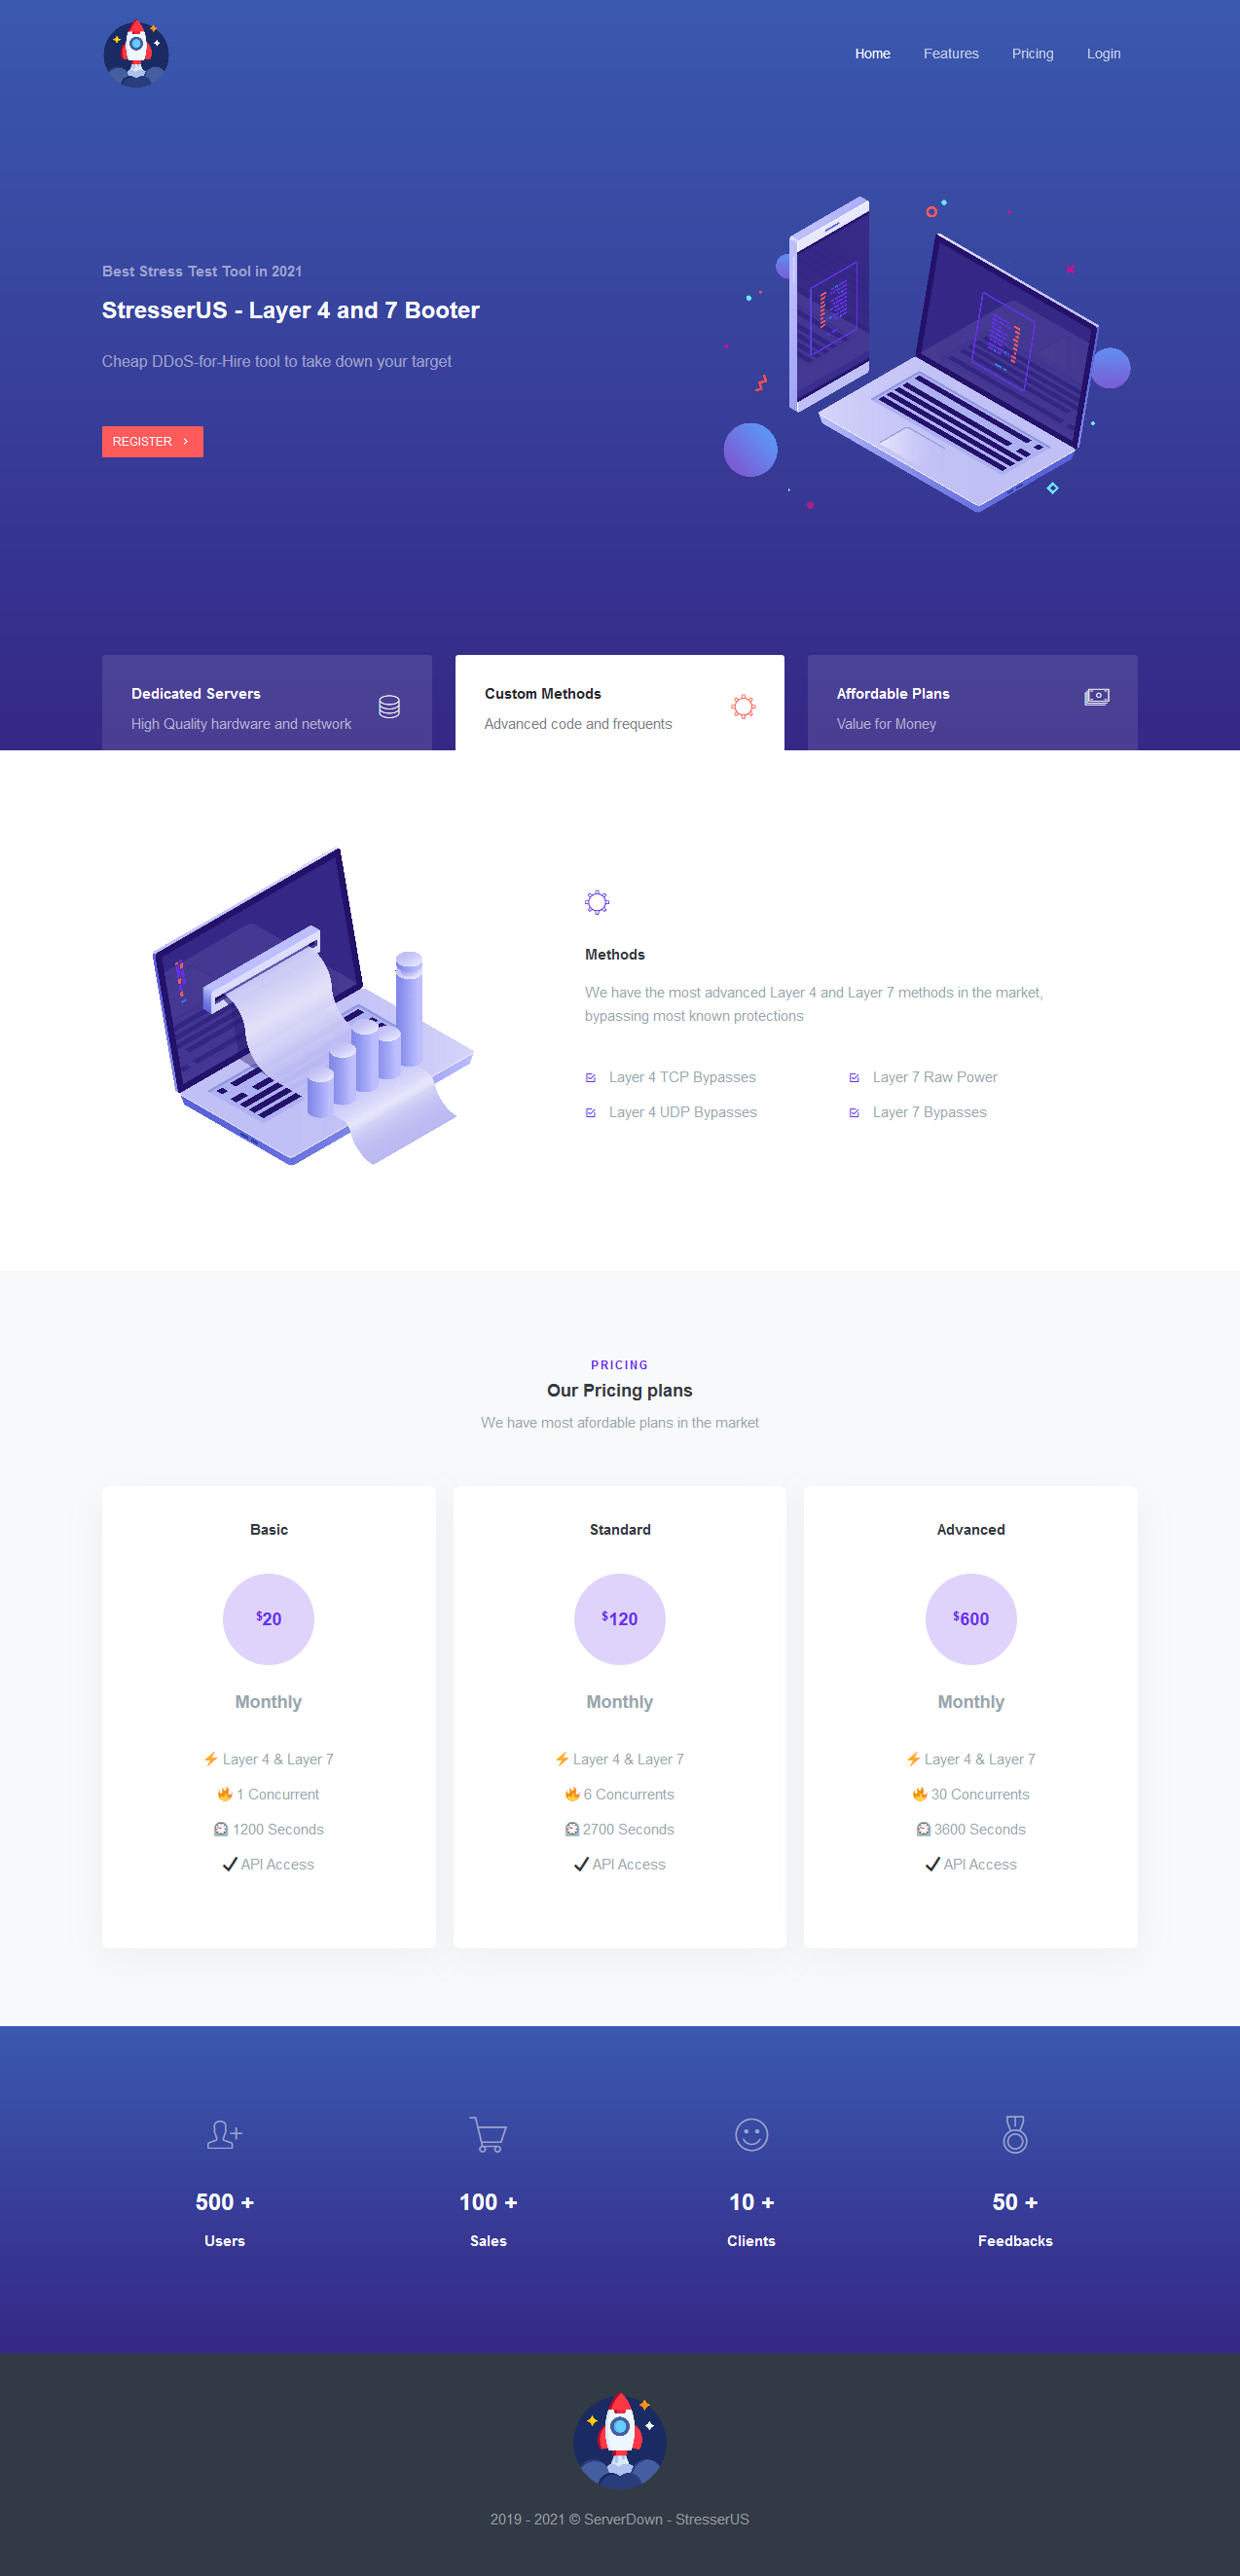 Home Features Pricing Login
Best Stress Test Tool in 2021
StresserUS - Layer 4 and 7 Booter
Cheap DDoS-for-Hire tool to take down your target
REGISTER >
Dedicated Servers
High Quality hardware and network
Custom Methods
Advanced code and frequents
Affordable Plans
Value for Money
Methods
We have the most advanced Layer 4 and Layer 7 methods in the market,
bypassing most known protections
Layer 4 TCP Bypasses
Layer 7 Raw Power
Layer 4 UDP Bypasses
Layer 7 Bypasses
PRICING
Our Pricing plans
We have most afordable plans in the market
Basic
$20
Monthly
⚡ Layer 4 & Layer 7
🔥 1 Concurrent
⏲ 1200 Seconds
✔ API Access
Standard
$120
Monthly
⚡ Layer 4 & Layer 7
🔥 6 Concurrents
⏲ 2700 Seconds
✔ API Access
Advanced
$600
Monthly
⚡ Layer 4 & Layer 7
🔥 30 Concurrents
⏲ 3600 Seconds
✔ API Access
500 +
Users
100 +
Sales
10 +
Clients
50 +
Feedbacks
2019 - 2021 © ServerDown - StresserUS